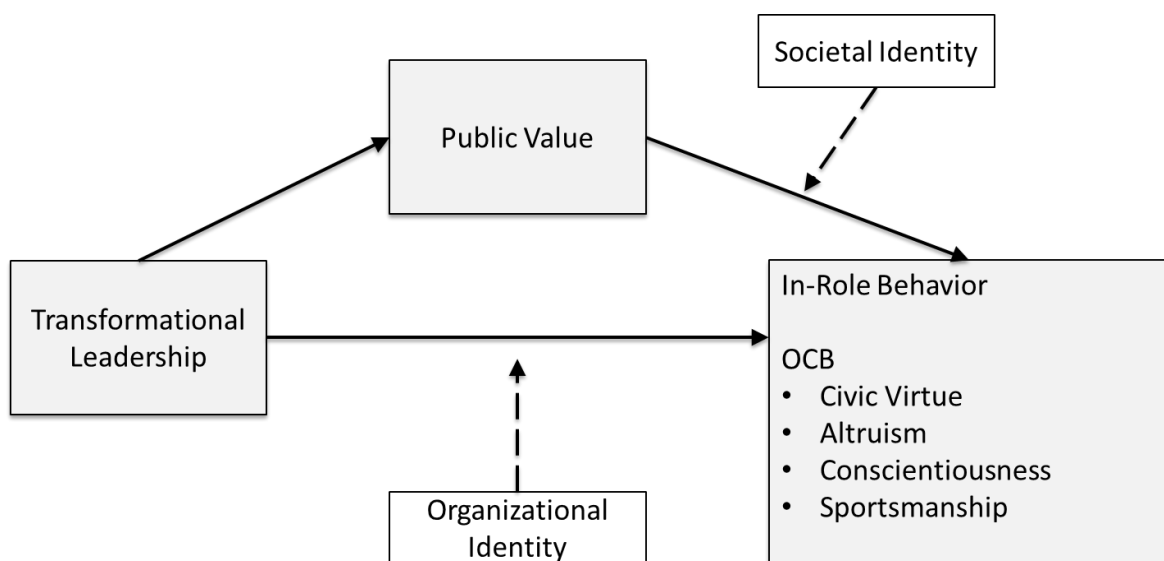 Societal Identity
Public Value
Transformational
Leadership
In-Role Behavior
OCB
• Civic Virtue
• Altruism
• Conscientiousness
• Sportsmanship
Organizational
Identity